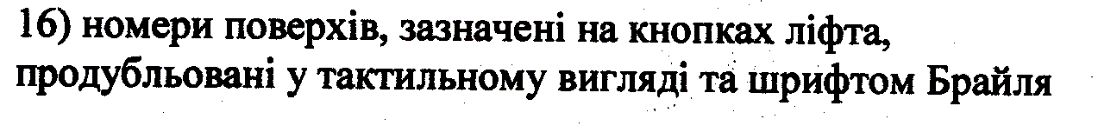 16) номери поверхів, зазначені на кнопках ліфта,
продубльовані у тактильному вигляді та шрифтом Брайля